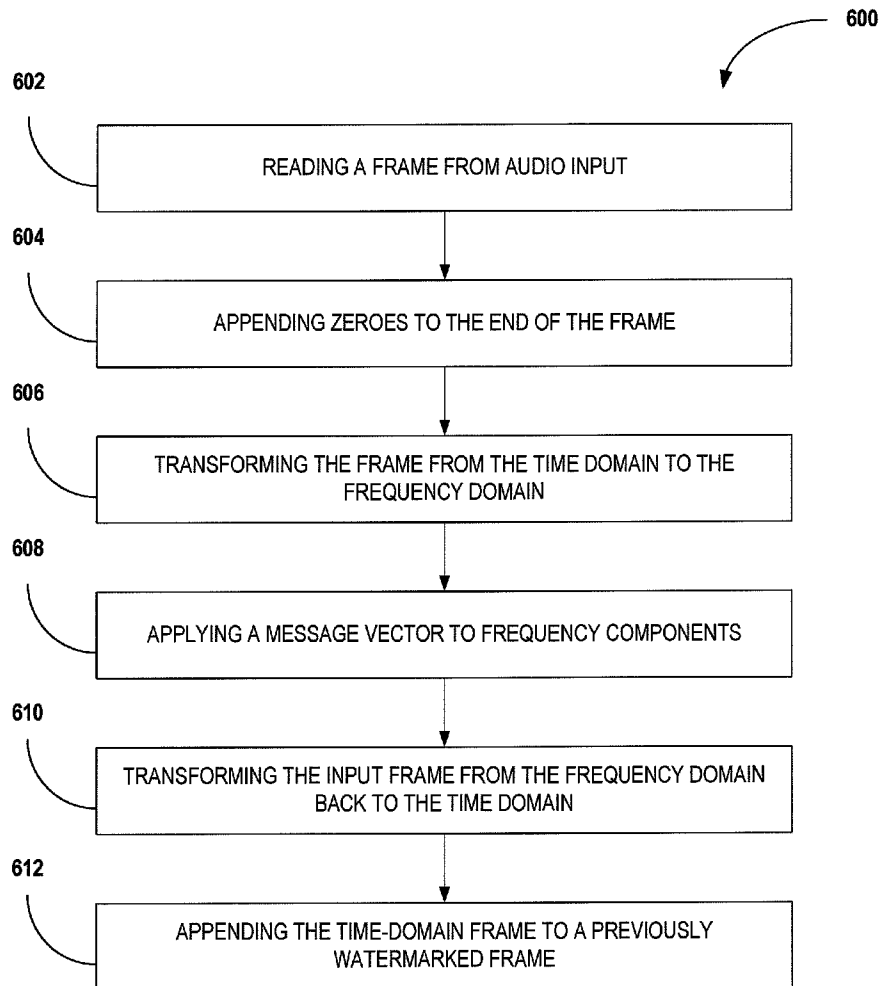 600
602
READING A FRAME FROM AUDIO INPUT
604
APPENDING ZEROES TO THE END OF THE FRAME
606
TRANSFORMING THE FRAME FROM THE TIME DOMAIN TO THE
FREQUENCY DOMAIN
608
APPLYING A MESSAGE VECTOR TO FREQUENCY COMPONENTS
610
TRANSFORMING THE INPUT FRAME FROM THE FREQUENCY DOMAIN
BACK TO THE TIME DOMAIN
612
APPENDING THE TIME-DOMAIN FRAME TO A PREVIOUSLY
WATERMARKED FRAME